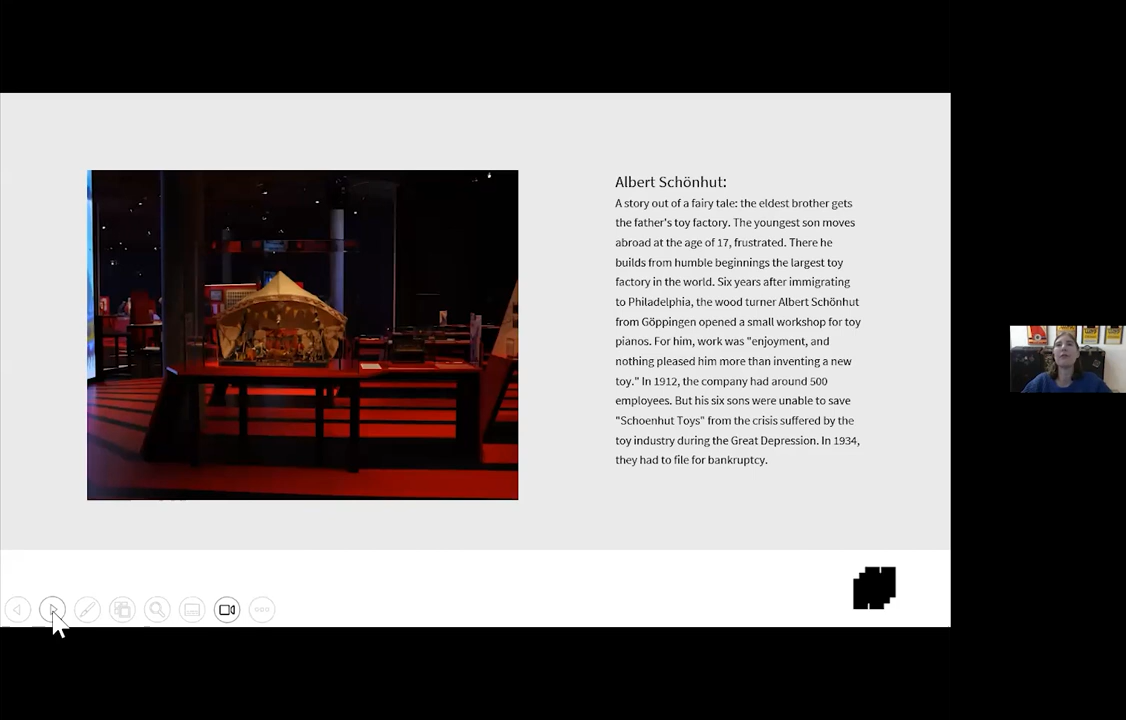 Albert Schönhut:
A story out of a fairy tale: the eldest brother gets
the father's toy factory. The youngest son moves
abroad at the age of 17, frustrated. There he
builds from humble beginnings the largest toy
factory in the world. Six years after immigrating
to Philadelphia, the wood turner Albert Schönhut
from Göppingen opened a small workshop for toy
pianos. For him, work was "enjoyment, and
nothing pleased him more than inventing a new
toy." In 1912, the company had around 500
employees. But his six sons were unable to save
"Schoenhut Toys" from the crisis suffered by the
toy industry during the Great Depression. In 1934,
they had to file for bankruptcy.